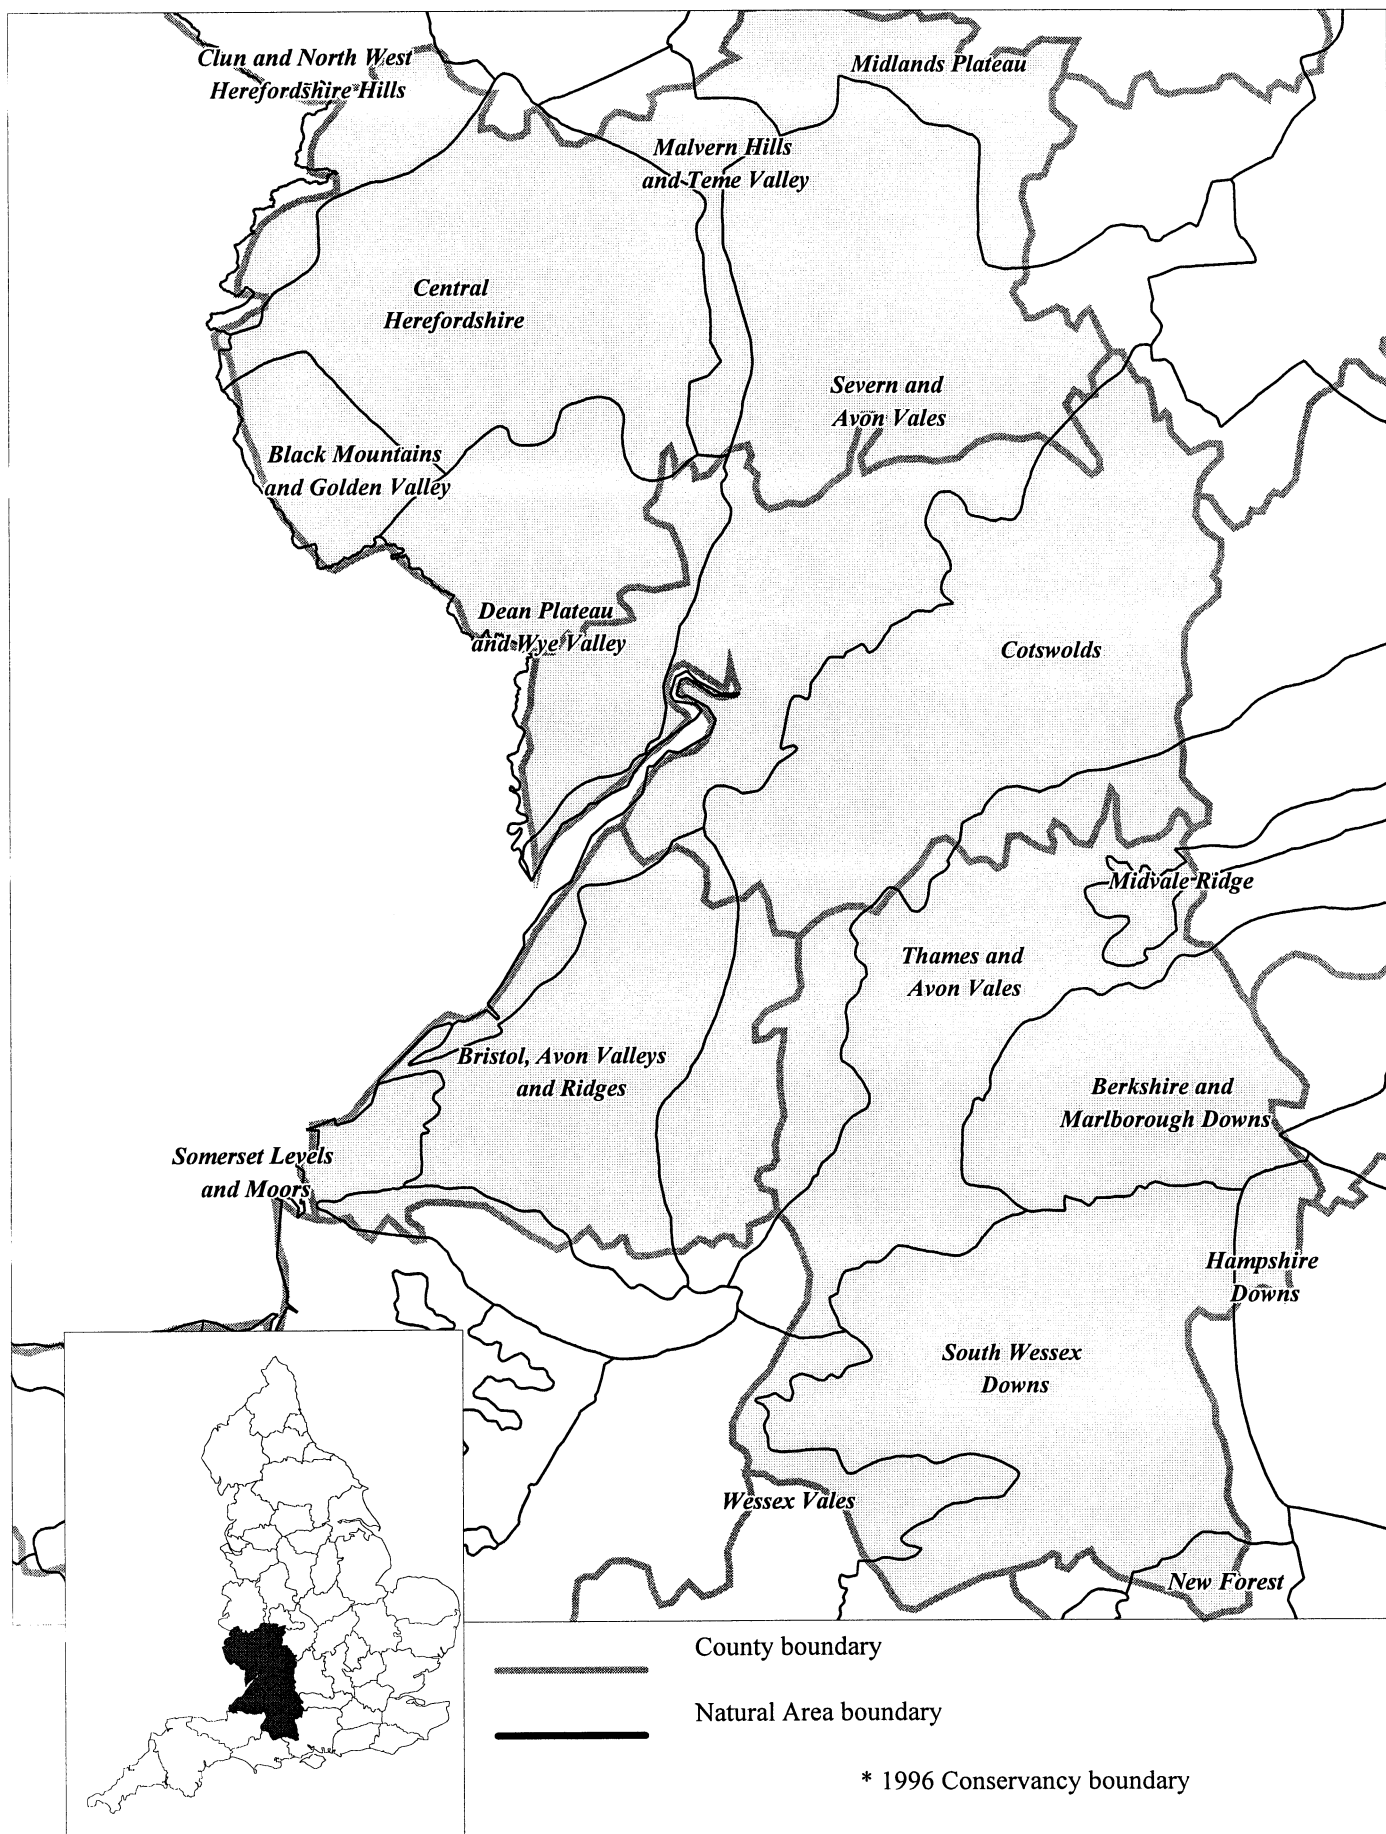 Clun and North West
Herefordshire Hills
Midlands Plateau
Malvern Hills
and Teme Valley
Central
Herefordshire
Severn and
Avon Vales
Black Mountains
and Golden Valley
Dean Plateau
and Wye Valley
Cotswolds
Midvale Ridge
Thames and
Avon Vales
Bristol, Avon Valleys
and Ridges
Berkshire and
Marlborough Downs
Somerset Levels
and Moors
Hampshire
Downs
South Wessex
Downs
Wessex Vales
New Forest
County boundary
Natural Area boundary
* 1996 Conservancy boundary